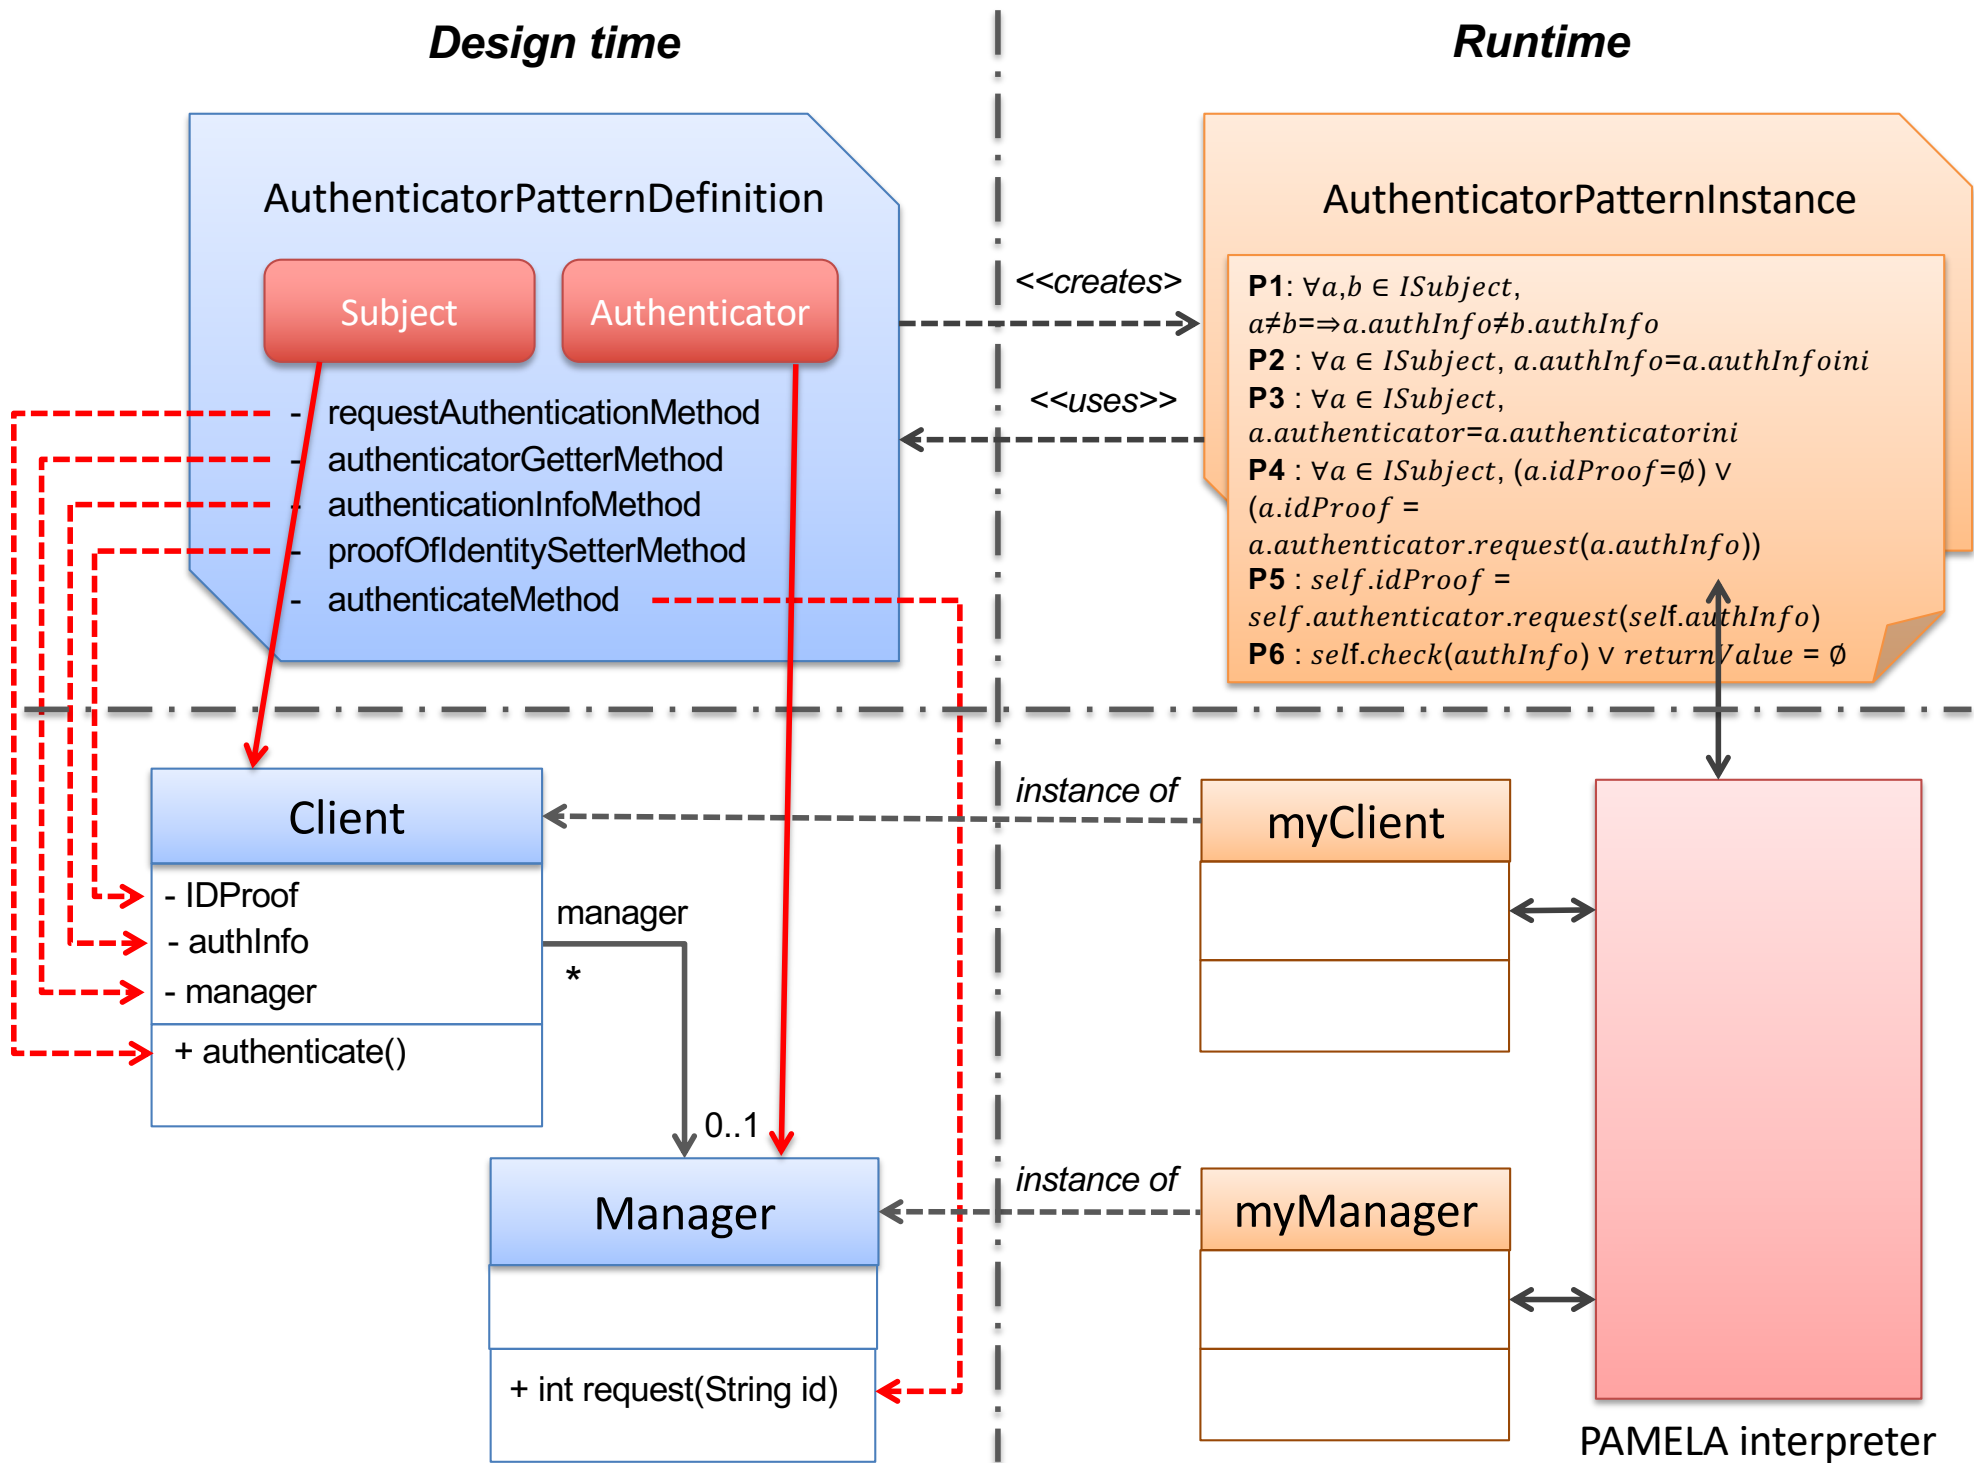 Design time
Runtime
AuthenticatorPatternDefinition
Subject
Authenticator
- requestAuthenticationMethod
- authenticatorGetterMethod
- authenticationInfoMethod
- proofOfIdentitySetterMethod
- authenticateMethod
<<creates>
<<uses>>
AuthenticatorPatternInstance
P1: ∀a,b ∈ ISubject,
a≠b=⇒a.authInfo≠b.authInfo
P2 : ∀a ∈ ISubject, a.authInfo=a.authInfoini
P3 : ∀a ∈ ISubject,
a.authenticator=a.authenticatorini
P4 : ∀a ∈ ISubject, (a.idProof=∅) ∨
(a.idProof =
a.authenticator.request(a.authInfo))
P5 : self.idProof =
self.authenticator.request(self.authInfo)
P6 : self.check(authInfo) ∨ returnValue = ∅
Client
- IDProof
- authInfo
- manager
+ authenticate()
manager
*
0..1
Manager
+ int request(String id)
instance of
myClient
instance of
myManager
PAMELA interpreter